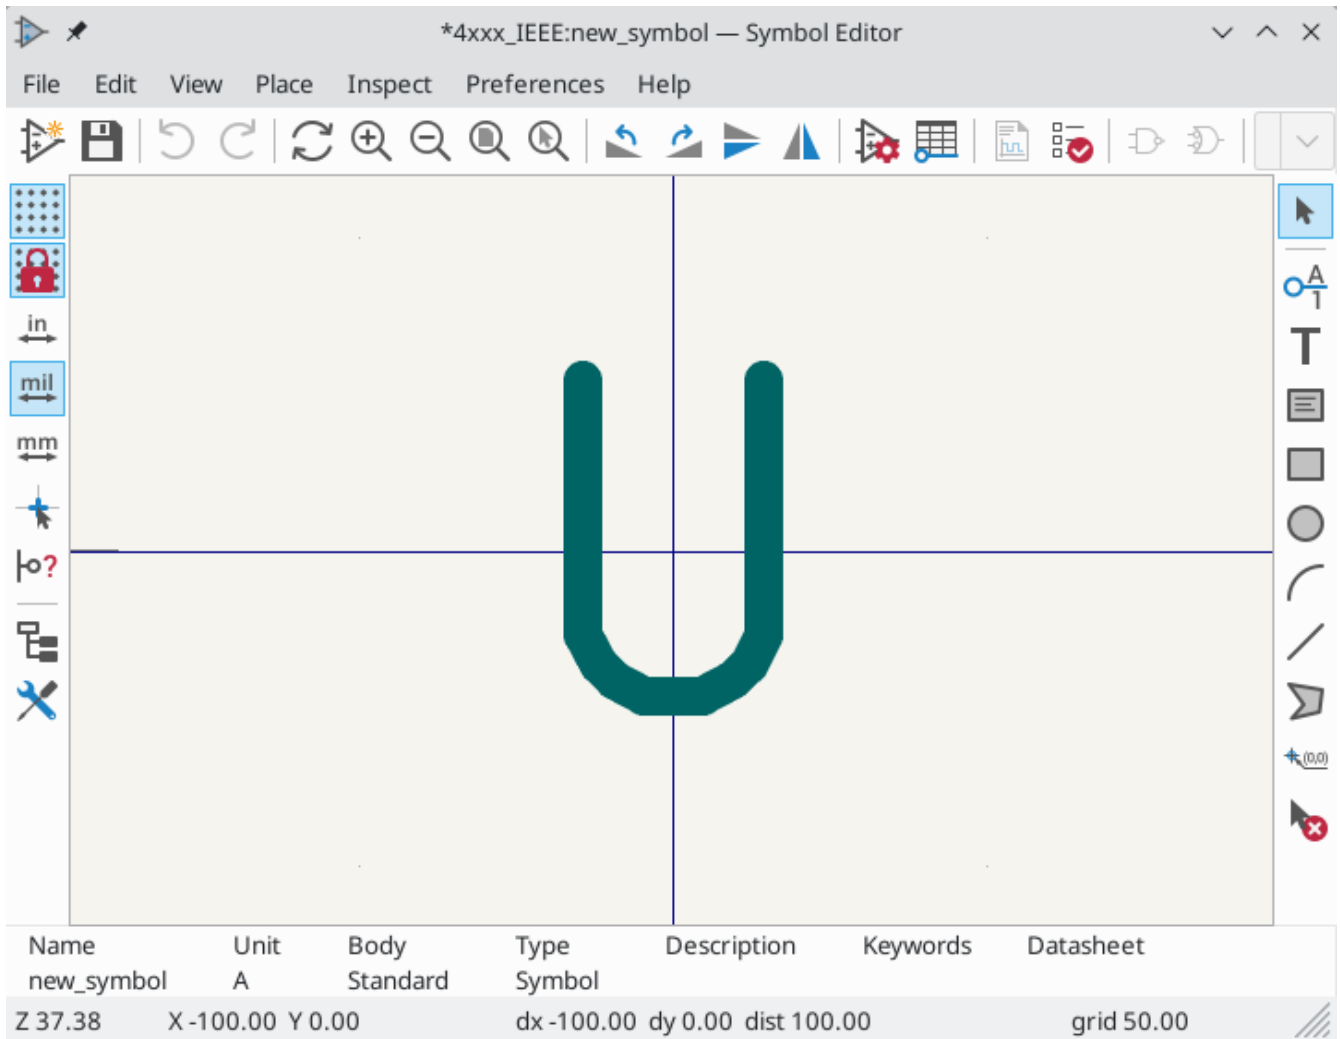 *4xxx_IEEE:new_symbol — Symbol Editor
File Edit View Place Inspect Preferences Help
in
mil
mm
?
A
1
T
U
(0,0)
Name Unit Body Type Description Keywords Datasheet
new_symbol A Standard Symbol
Z 37.38 X -100.00 Y 0.00 dx -100.00 dy 0.00 dist 100.00 grid 50.00